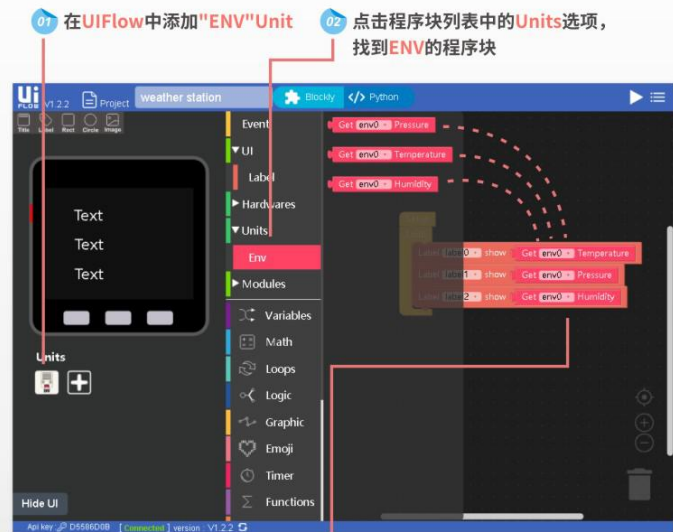 01 在UIFlow中添加"ENV"Unit
02 点击程序块列表中的Units选项，
找到ENV的程序块
Ui FLOW V1.2.2 Project weather station Blockly </> Python
Title Label Rect Circle Image
Text
Text
Text
Units
Hide UI
Event
UI
Label
Hardwares
Units
Env
Modules
Variables
Math
Loops
Logic
Graphic
Emoji
Timer
Functions
Get env0 Pressure
Get env0 Temperature
Get env0 Humidity
Label label0 show Get env0 Temperature
Label label1 show Get env0 Pressure
Label label2 show Get env0 Humidity
Api key: D5586D0B [Connected] version : V1.2.2